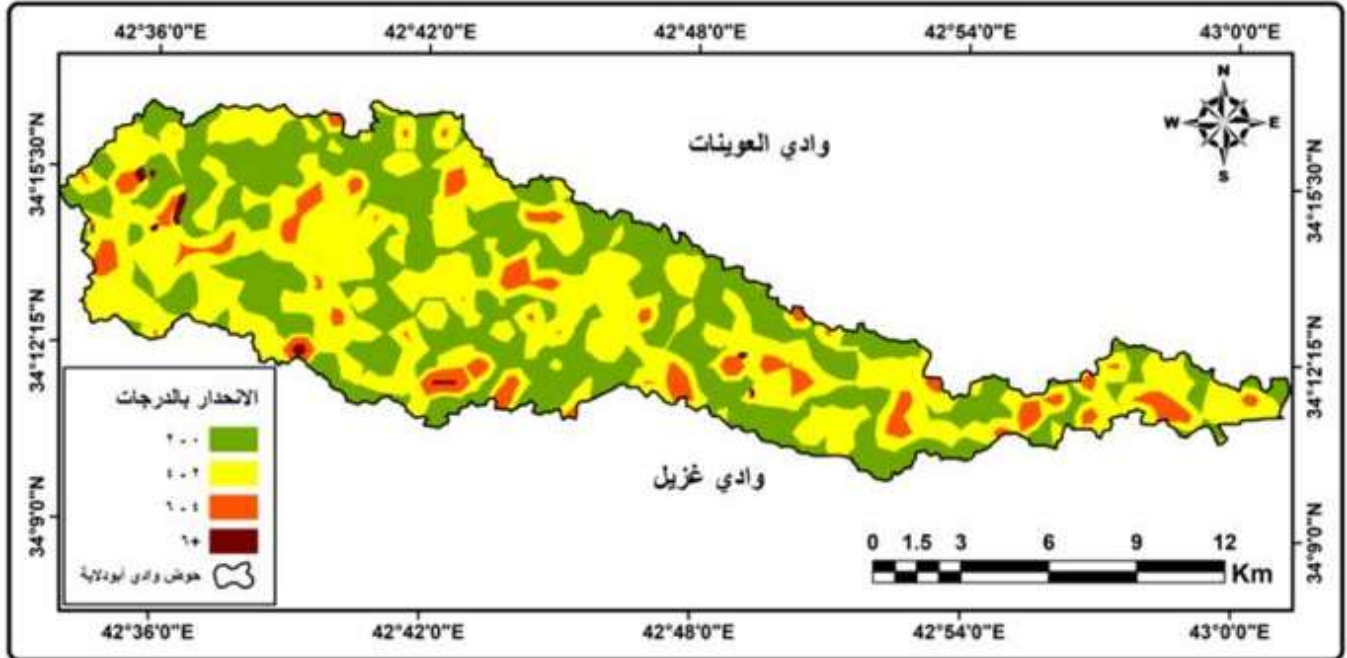 42°36'0"E 42°42'0"E 42°48'0"E 42°54'0"E 43°0'0"E
N
W E
S
وادي العوينات
34°15'30"N 34°15'30"N
34°12'15"N 34°12'15"N
الانحدار بالدرجات
٠ - ٢
٢ - ٤
٤ - ٦
+٦
حوض وادي أبودلاية
وادي غزيل
34°9'0"N 34°9'0"N
0 1.5 3 6 9 12
Km
42°36'0"E 42°42'0"E 42°48'0"E 42°54'0"E 43°0'0"E